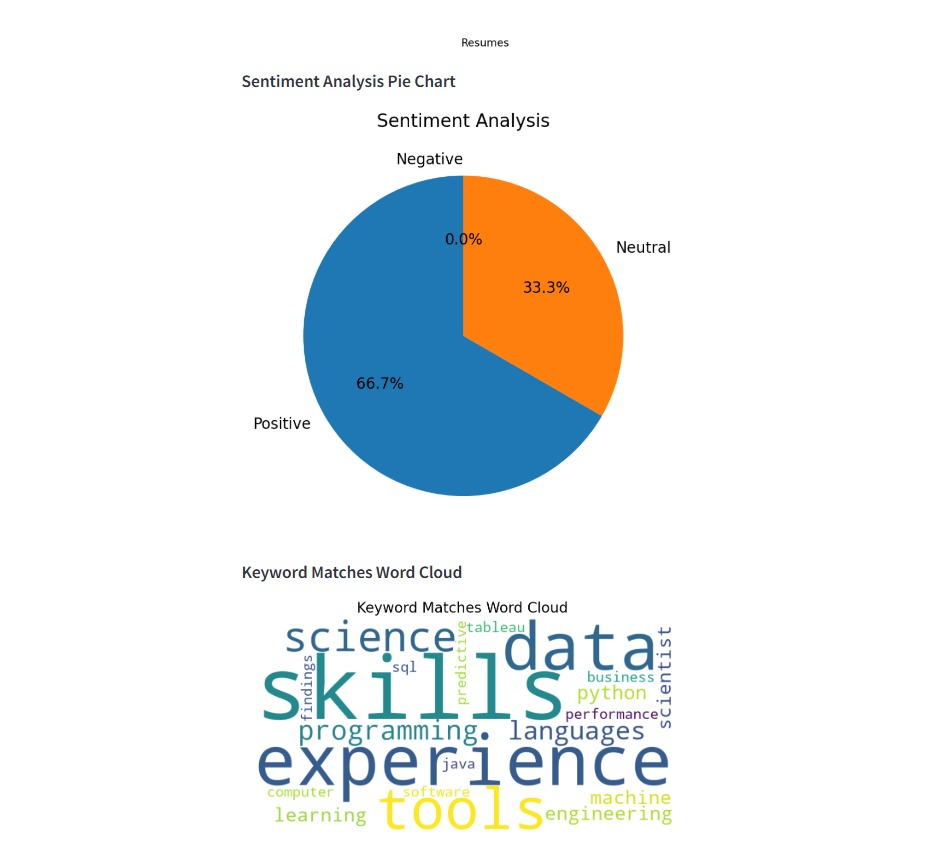 Resumes
Sentiment Analysis Pie Chart
Sentiment Analysis
Negative
0.0%
Neutral
33.3%
66.7%
Positive
Keyword Matches Word Cloud
Keyword Matches Word Cloud
science
predictive
tableau
data
scientist
skills
findings
sql
business
python
performance
programming
languages
experience
java
computer
software
tools
machine
learning
engineering